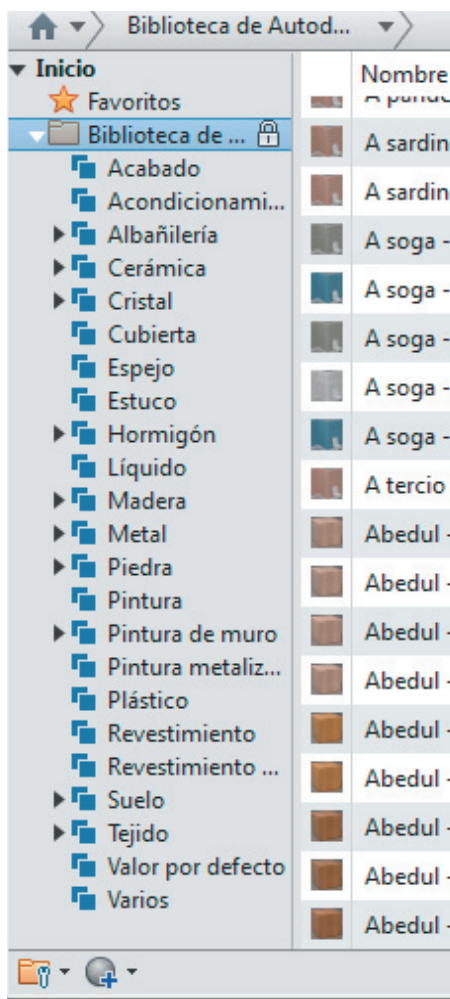 Biblioteca de Autod...
Inicio
Favoritos
Biblioteca de ...
Acabado
Acondicionami...
Albañilería
Cerámica
Cristal
Cubierta
Espejo
Estuco
Hormigón
Líquido
Madera
Metal
Piedra
Pintura
Pintura de muro
Pintura metaliz...
Plástico
Revestimiento
Revestimiento ...
Suelo
Tejido
Valor por defecto
Varios
Nombre
A sardin
A sardin
A soga -
A soga -
A soga -
A soga -
A soga -
A tercio
Abedul -
Abedul -
Abedul -
Abedul -
Abedul -
Abedul -
Abedul -
Abedul -
Abedul -